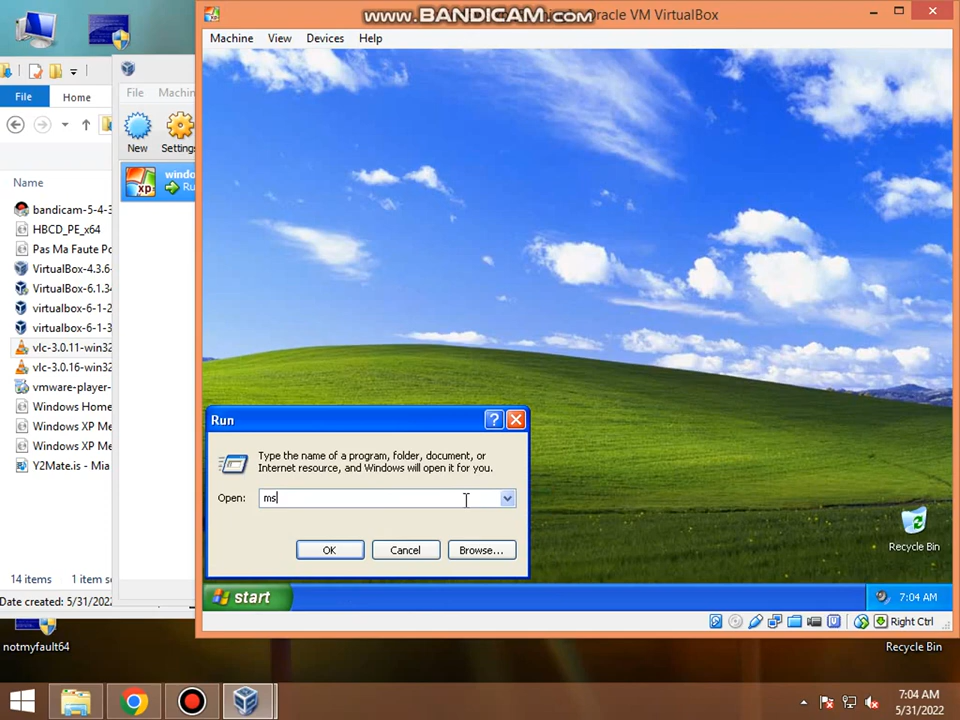 www.BANDICAM.com
Oracle VM VirtualBox
Machine View Devices Help
File Home
File Machin
New Settings
Name
bandicam-5-4-3
HBCD_PE_x64
Pas Ma Faute Po
VirtualBox-4.3.6-
VirtualBox-6.1.34
virtualbox-6-1-2
virtualbox-6-1-3
vlc-3.0.11-win32
vlc-3.0.16-win32
vmware-player-
Windows Home
Windows XP Me
Windows XP Me
Y2Mate.is - Mia
xp
windo
Ru
14 items 1 item s
Date created: 5/31/2022
Run
Type the name of a program, folder, document, or
Internet resource, and Windows will open it for you.
Open: ms
OK Cancel Browse...
Recycle Bin
start
7:04 AM
Right Ctrl
notmyfault64
Recycle Bin
7:04 AM
5/31/2022